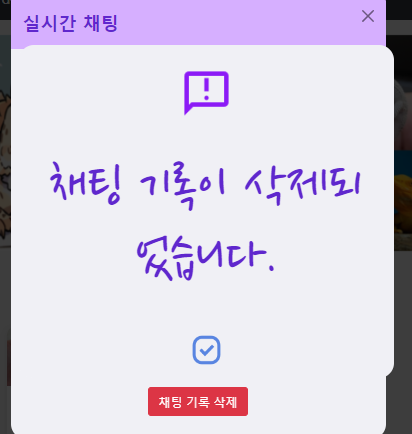 실시간 채팅
채팅 기록이 삭제되
었습니다.
채팅 기록 삭제